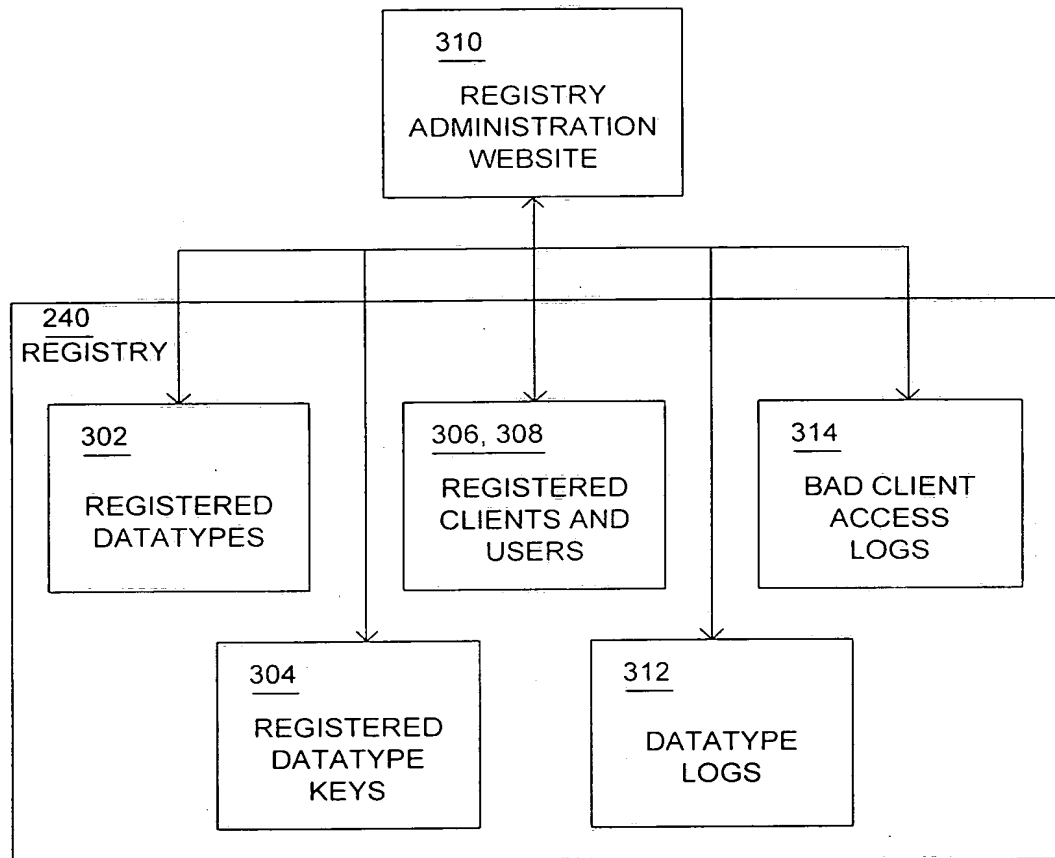 310
REGISTRY
ADMINISTRATION
WEBSITE
240
REGISTRY
302
REGISTERED
DATATYPES
306, 308
REGISTERED
CLIENTS AND
USERS
314
BAD CLIENT
ACCESS
LOGS
304
REGISTERED
DATATYPE
KEYS
312
DATATYPE
LOGS